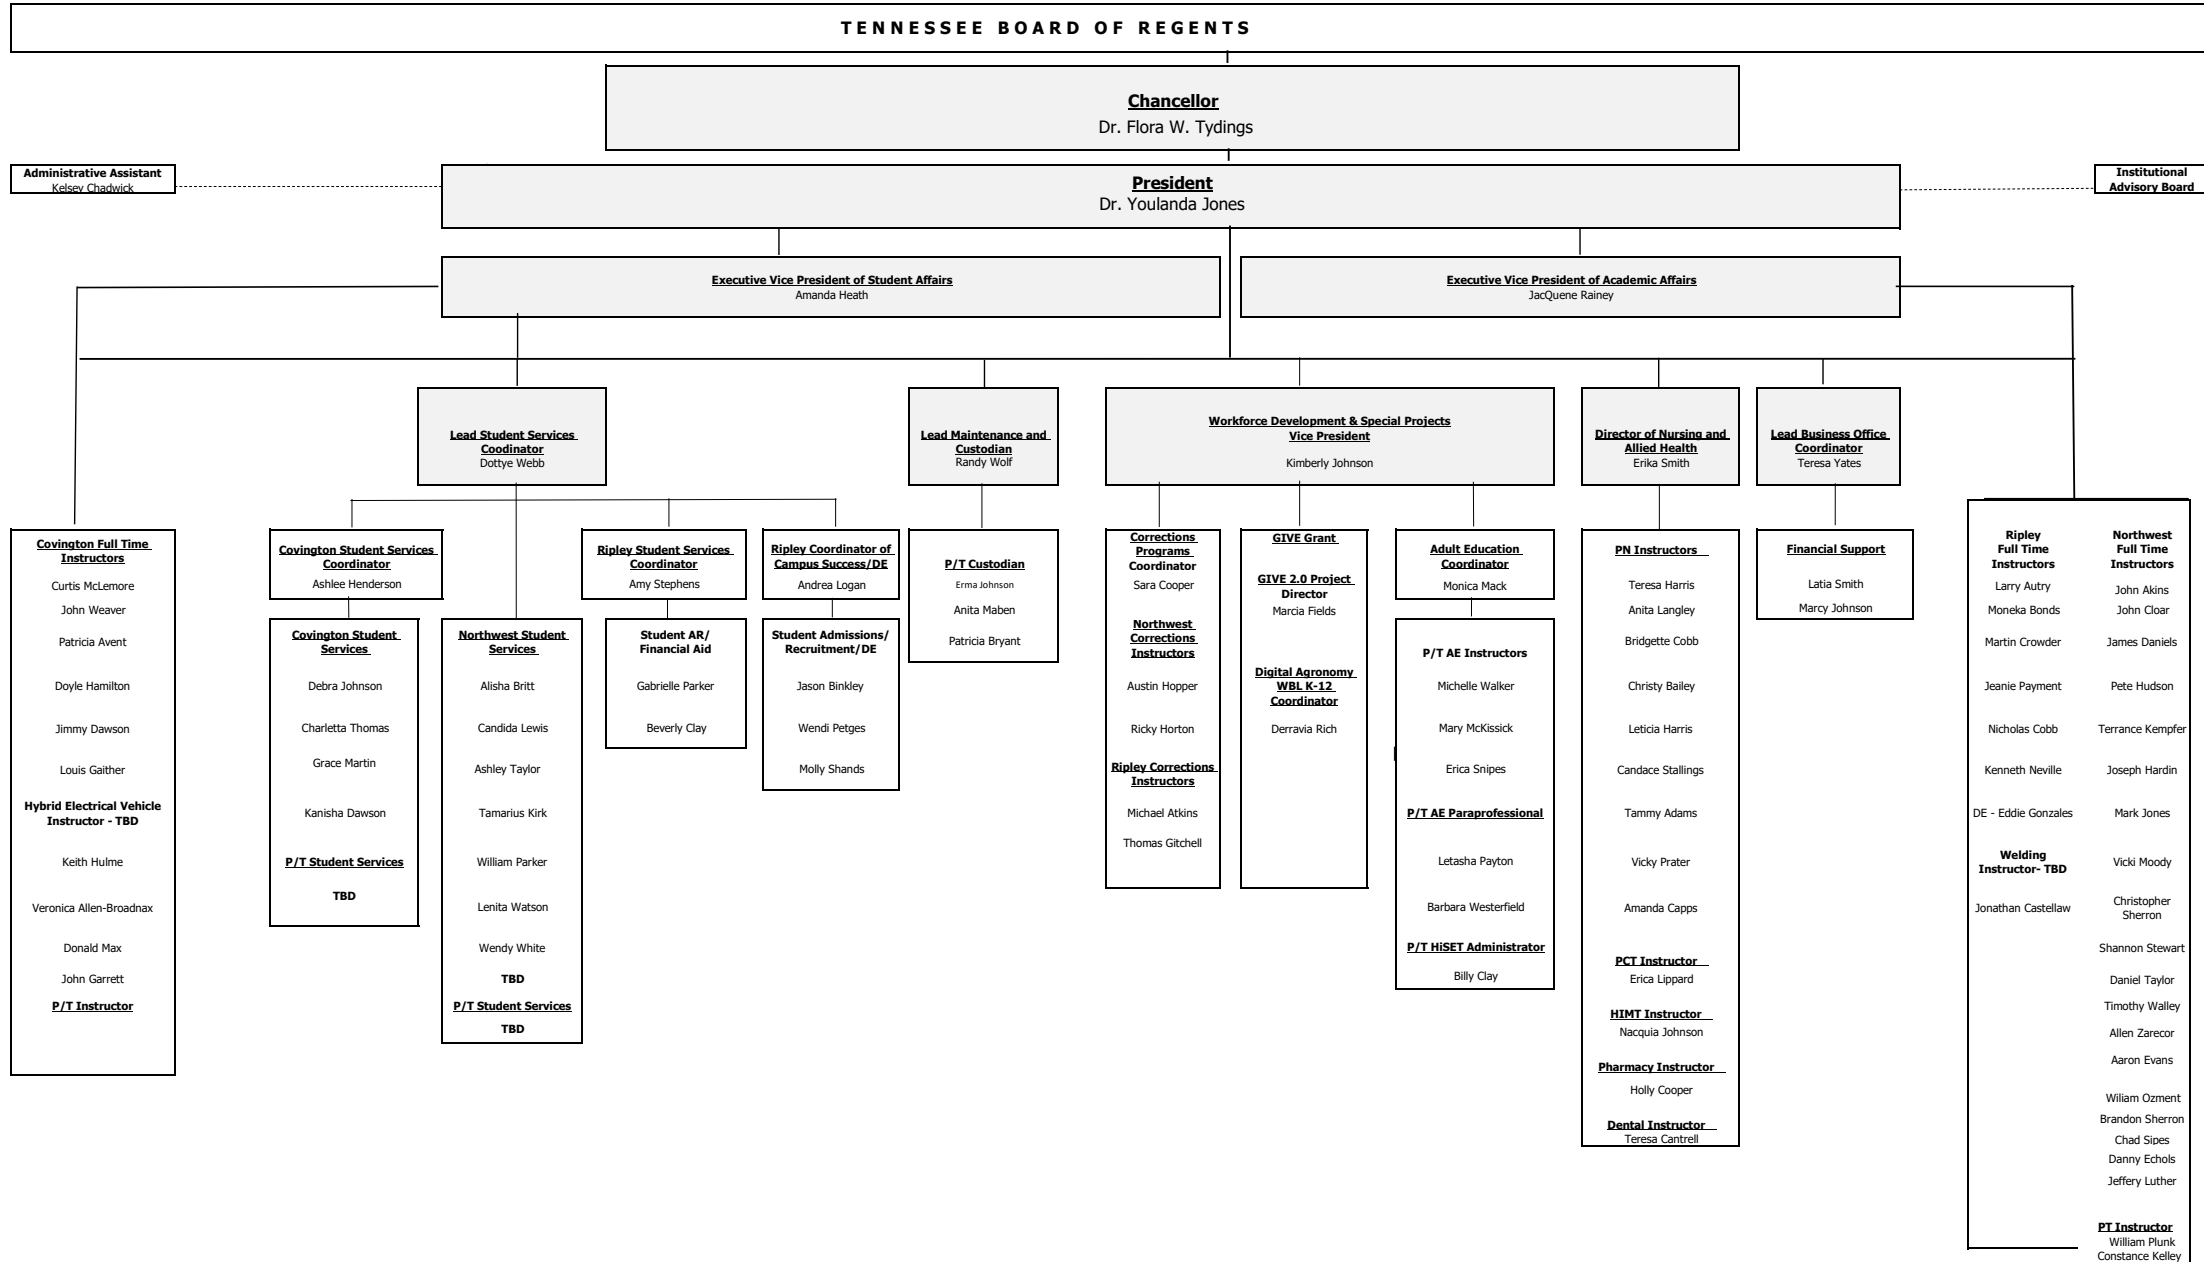 TENNESSEE BOARD OF REGENTS
Chancellor
Dr. Flora W. Tydings
Administrative Assistant
Kelsey Chadwick
President
Dr. Youlanda Jones
Institutional
Advisory Board
Executive Vice President of Student Affairs
Amanda Heath
Executive Vice President of Academic Affairs
JacQuene Rainey
Lead Student Services
Coodinator
Dottye Webb
Lead Maintenance and
Custodian
Randy Wolf
Workforce Development & Special Projects
Vice President
Kimberly Johnson
Director of Nursing and
Allied Health
Erika Smith
Lead Business Office
Coordinator
Teresa Yates
Covington Full Time
Instructors
Curtis McLemore
John Weaver
Patricia Avent
Doyle Hamilton
Jimmy Dawson
Louis Gaither
Hybrid Electrical Vehicle
Instructor - TBD
Keith Hulme
Veronica Allen-Broadnax
Donald Max
John Garrett
P/T Instructor
Covington Student Services
Coordinator
Ashlee Henderson
Covington Student
Services
Debra Johnson
Charletta Thomas
Grace Martin
Kanisha Dawson
P/T Student Services
TBD
Northwest Student
Services
Alisha Britt
Candida Lewis
Ashley Taylor
Tamarius Kirk
William Parker
Lenita Watson
Wendy White
TBD
P/T Student Services
TBD
Ripley Student Services
Coordinator
Amy Stephens
Student AR/
Financial Aid
Gabrielle Parker
Beverly Clay
Ripley Coordinator of
Campus Success/DE
Andrea Logan
Student Admissions/
Recruitment/DE
Jason Binkley
Wendi Petges
Molly Shands
P/T Custodian
Erma Johnson
Anita Maben
Patricia Bryant
Corrections
Programs
Coordinator
Sara Cooper
Northwest
Corrections
Instructors
Austin Hopper
Ricky Horton
Ripley Corrections
Instructors
Michael Atkins
Thomas Gitchell
GIVE Grant
GIVE 2.0 Project
Director
Marcia Fields
Digital Agronomy
WBL K-12
Coordinator
Derravia Rich
Adult Education
Coordinator
Monica Mack
P/T AE Instructors
Michelle Walker
Mary McKissick
Erica Snipes
P/T AE Paraprofessional
Letasha Payton
Barbara Westerfield
P/T HiSET Administrator
Billy Clay
PN Instructors
Teresa Harris
Anita Langley
Bridgette Cobb
Christy Bailey
Leticia Harris
Candace Stallings
Tammy Adams
Vicky Prater
Amanda Capps
PCT Instructor
Erica Lippard
HIMT Instructor
Nacquia Johnson
Pharmacy Instructor
Holly Cooper
Dental Instructor
Teresa Cantrell
Financial Support
Latia Smith
Marcy Johnson
Ripley
Full Time
Instructors
Larry Autry
Moneka Bonds
Martin Crowder
Jeanie Payment
Nicholas Cobb
Kenneth Neville
DE - Eddie Gonzales
Welding
Instructor- TBD
Jonathan Castellaw
Northwest
Full Time
Instructors
John Akins
John Cloar
James Daniels
Pete Hudson
Terrance Kempfer
Joseph Hardin
Mark Jones
Vicki Moody
Christopher
Sherron
Shannon Stewart
Daniel Taylor
Timothy Walley
Allen Zarecor
Aaron Evans
Wiliam Ozment
Brandon Sherron
Chad Sipes
Danny Echols
Jeffery Luther
PT Instructor
William Plunk
Constance Kelley